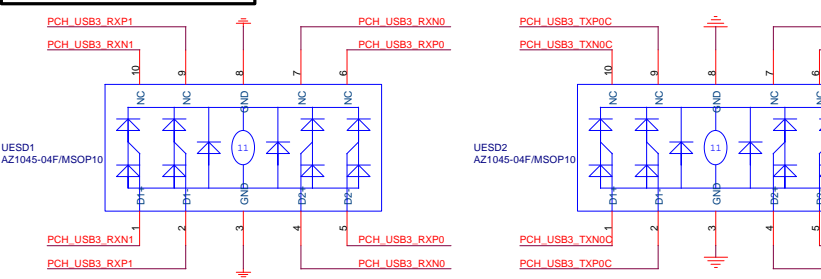 PCH_USB3_RXP1 PCH_USB3_RXN0 PCH_USB3_TXP0C
PCH_USB3_RXN1 PCH_USB3_RXP0 PCH_USB3_TXN0C
10 9 8 7 6 10 9 8 7 6
NC NC GND NC NC NC NC GND NC NC
UESD1 11 UESD2 11
AZ1045-04F/MSOP10 AZ1045-04F/MSOP10
D1+ D1- GND D2+ D2- D1+ D1- GND D2+ D2-
1 2 3 4 5 1 2 3 4 5
PCH_USB3_RXN1 PCH_USB3_RXP0 PCH_USB3_TXN0C
PCH_USB3_RXP1 PCH_USB3_RXN0 PCH_USB3_TXP0C